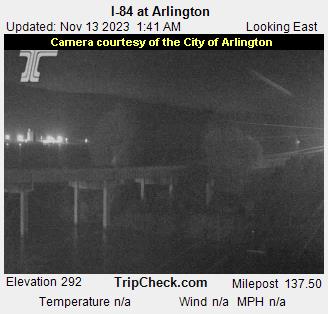 I-84 at Arlington
Updated: Nov 13 2023 1:41 AM Looking East
Camera courtesy of the City of Arlington
Elevation 292 TripCheck.com Milepost 137.50
Temperature n/a Wind n/a MPH n/a